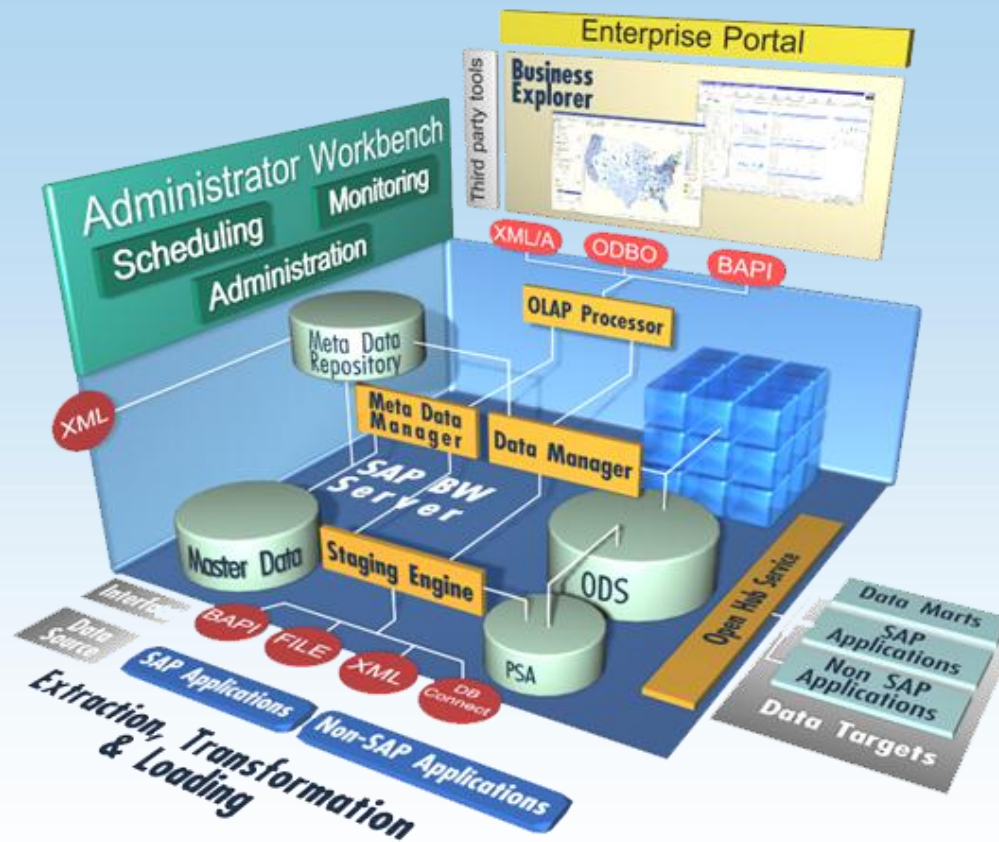 Enterprise Portal
Third party tools
Business
Explorer
Administrator Workbench
Scheduling
Monitoring
Administration
XML/A
ODBO
BAPI
OLAP Processor
Meta Data
Repository
XML
Meta Data
Manager
Data Manager
SAP BW
Server
Master Data
Staging Engine
ODS
PSA
Open Hub Service
Data
Source
BAPI
FILE
XML
DB
Connect
SAP Applications
Non-SAP Applications
Extraction, Transformation
& Loading
Data Marts
SAP
Applications
Non SAP
Applications
Data Targets